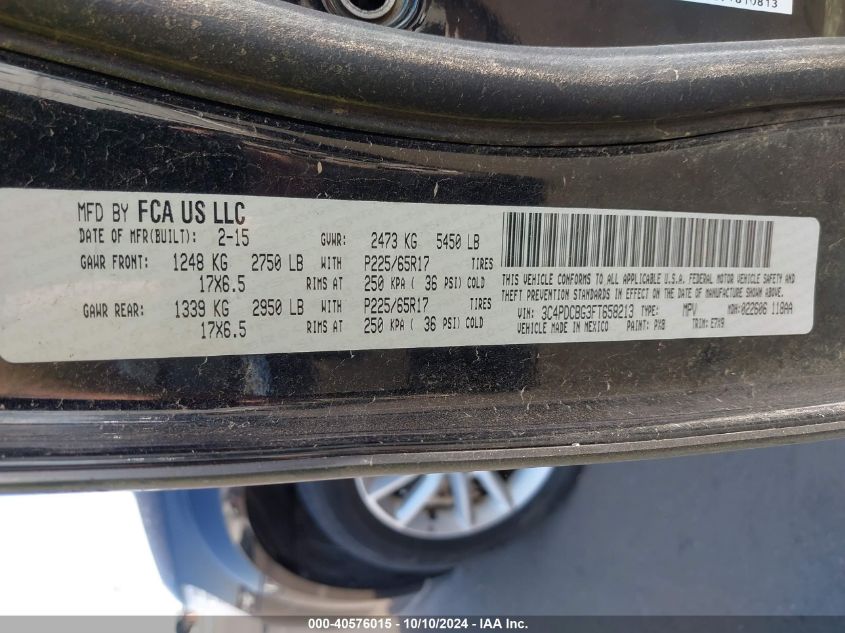 MFD BY FCA US LLC
DATE OF MFR(BUILT): 2-15 GVWR: 2473 KG 5450 LB
GAWR FRONT: 1248 KG 2750 LB WITH P225/65R17 TIRES
17X6.5 RIMS AT 250 KPA ( 36 PSI) COLD
GAWR REAR: 1339 KG 2950 LB WITH P225/65R17 TIRES
17X6.5 RIMS AT 250 KPA ( 36 PSI) COLD
THIS VEHICLE CONFORMS TO ALL APPLICABLE U.S.A. FEDERAL MOTOR VEHICLE SAFETY, BUMPER, AND
THEFT PREVENTION STANDARDS IN EFFECT ON THE DATE OF MANUFACTURE SHOWN ABOVE.
VIN: 3C4PDCBG3FT658213 TYPE: MPV MDH:022606 118AA
VEHICLE MADE IN MEXICO PAINT: PX8 TRIM: E7X9
000-40576015 - 10/10/2024 - IAA Inc.